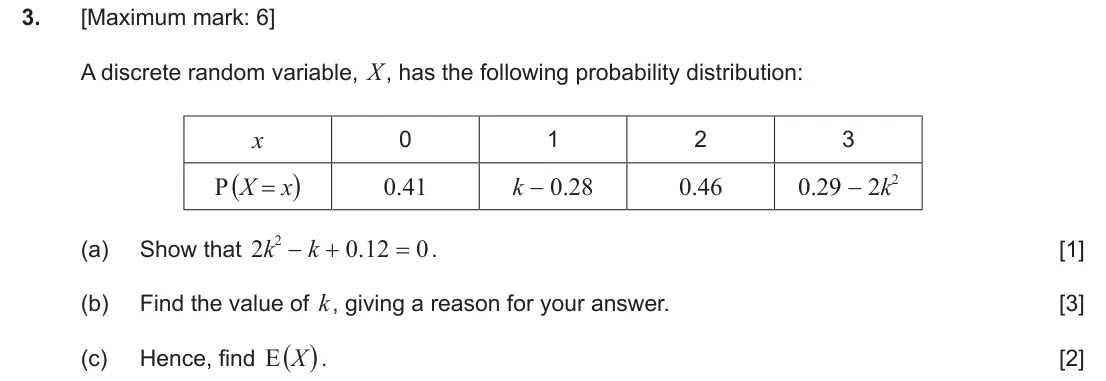 3. [Maximum mark: 6]
A discrete random variable, X, has the following probability distribution:
x 0 1 2 3
P(X = x) 0.41 k − 0.28 0.46 0.29 − 2k²
(a) Show that 2k² − k + 0.12 = 0. [1]
(b) Find the value of k, giving a reason for your answer. [3]
(c) Hence, find E(X). [2]